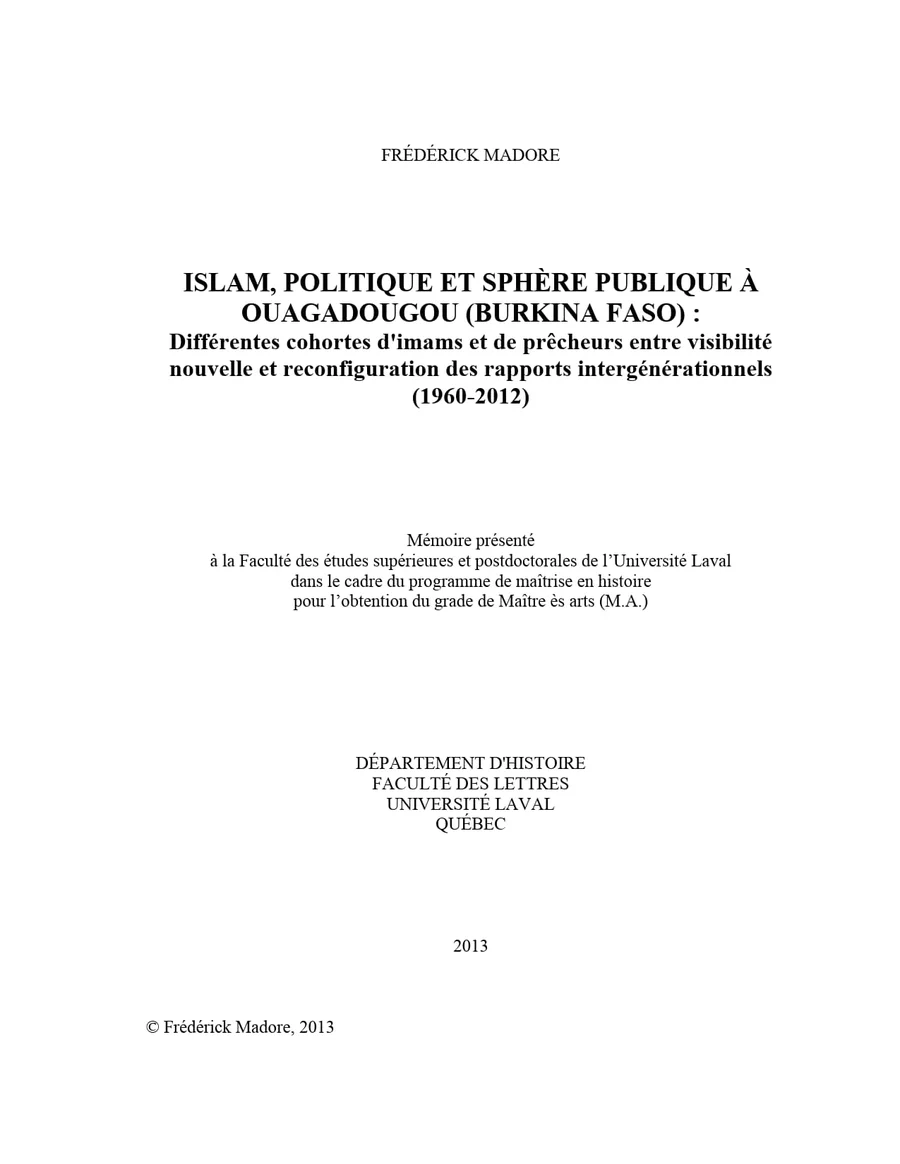 FRÉDÉRICK MADORE
ISLAM, POLITIQUE ET SPHÈRE PUBLIQUE À
OUAGADOUGOU (BURKINA FASO) :
Différentes cohortes d'imams et de prêcheurs entre visibilité
nouvelle et reconfiguration des rapports intergénérationnels
(1960-2012)
Mémoire présenté
à la Faculté des études supérieures et postdoctorales de l’Université Laval
dans le cadre du programme de maîtrise en histoire
pour l’obtention du grade de Maître ès arts (M.A.)
DÉPARTEMENT D'HISTOIRE
FACULTÉ DES LETTRES
UNIVERSITÉ LAVAL
QUÉBEC
2013
© Frédérick Madore, 2013